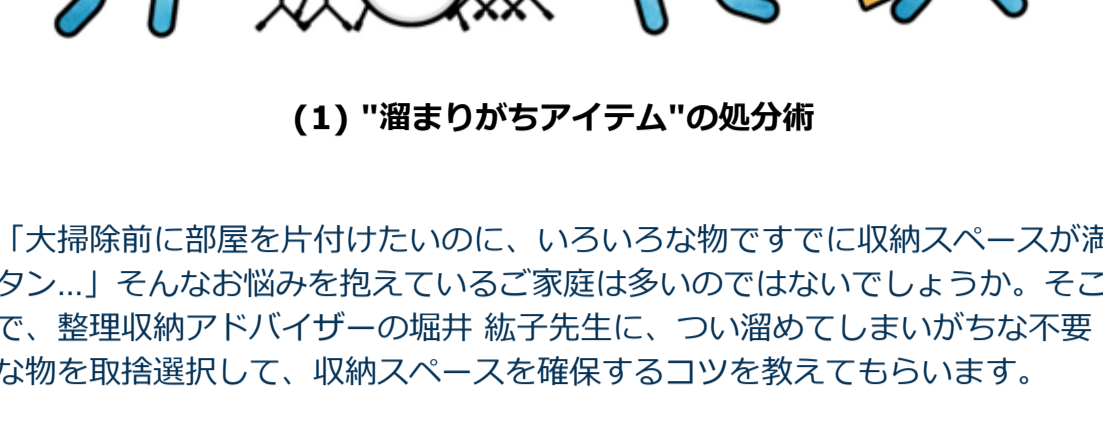 (1) "溜まりがちアイテム"の処分術
「大掃除前に部屋を片付けたいのに、いろいろな物ですでに収納スペースが満
タン...」そんなお悩みを抱えているご家庭は多いのではないでしょうか。そこ
で、整理収納アドバイザーの堀井 紘子先生に、つい溜めてしまいがちな不要
な物を取捨選択して、収納スペースを確保するコツを教えてもらいます。